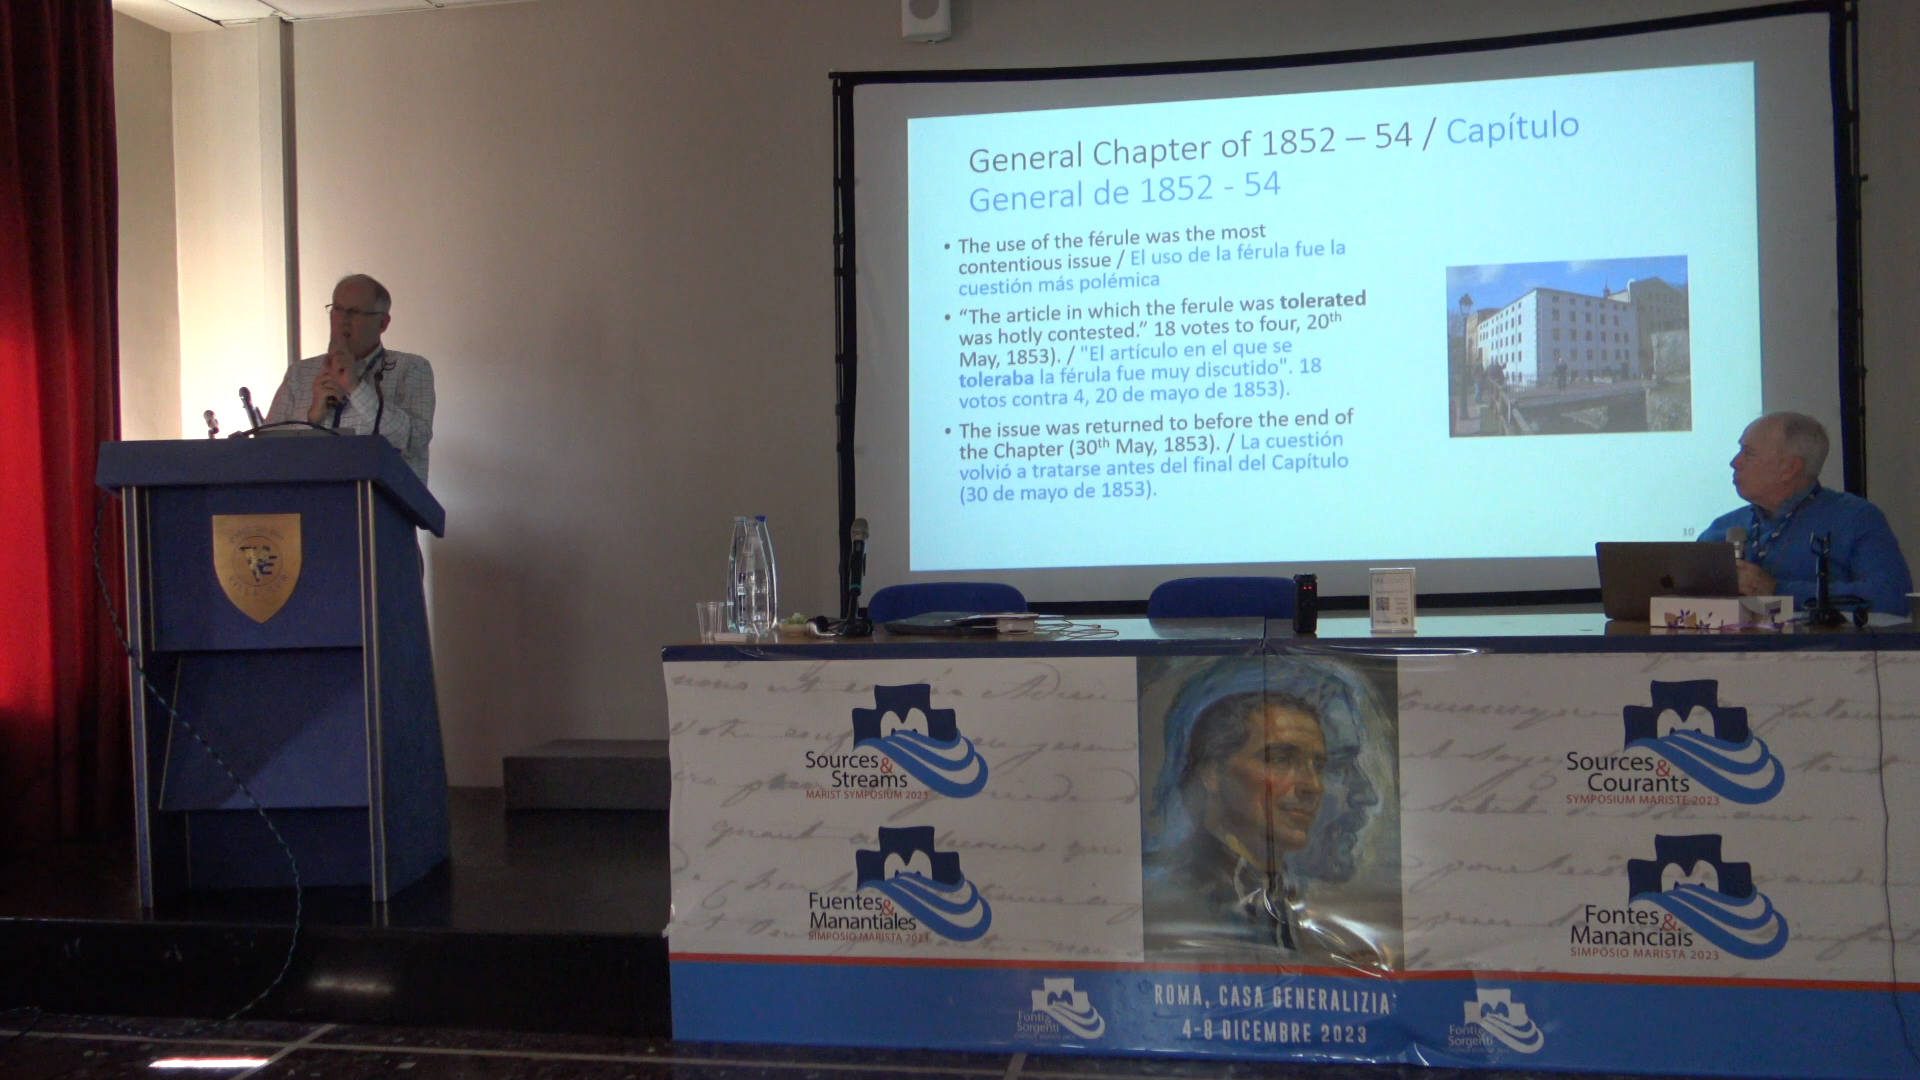 General Chapter of 1852 – 54 / Capítulo
General de 1852 - 54
• The use of the férule was the most
contentious issue / El uso de la férula fue la
cuestión más polémica
• “The article in which the ferule was tolerated
was hotly contested.” 18 votes to four, 20th
May, 1853). / "El artículo en el que se
toleraba la férula fue muy discutido". 18
votos contra 4, 20 de mayo de 1853).
• The issue was returned to before the end of
the Chapter (30th May, 1853). / La cuestión
volvió a tratarse antes del final del Capítulo
(30 de mayo de 1853).
10
Sources&
Streams
MARIST SYMPOSIUM 2023
Fuentes&
Manantiales
SIMPOSIO MARISTA 2023
Sources&
Courants
SYMPOSIUM MARISTE 2023
Fontes&
Mananciais
SIMPÓSIO MARISTA 2023
ROMA, CASA GENERALIZIA
4-8 DICEMBRE 2023
Fonti&
Sorgenti
Fonti&
Sorgenti